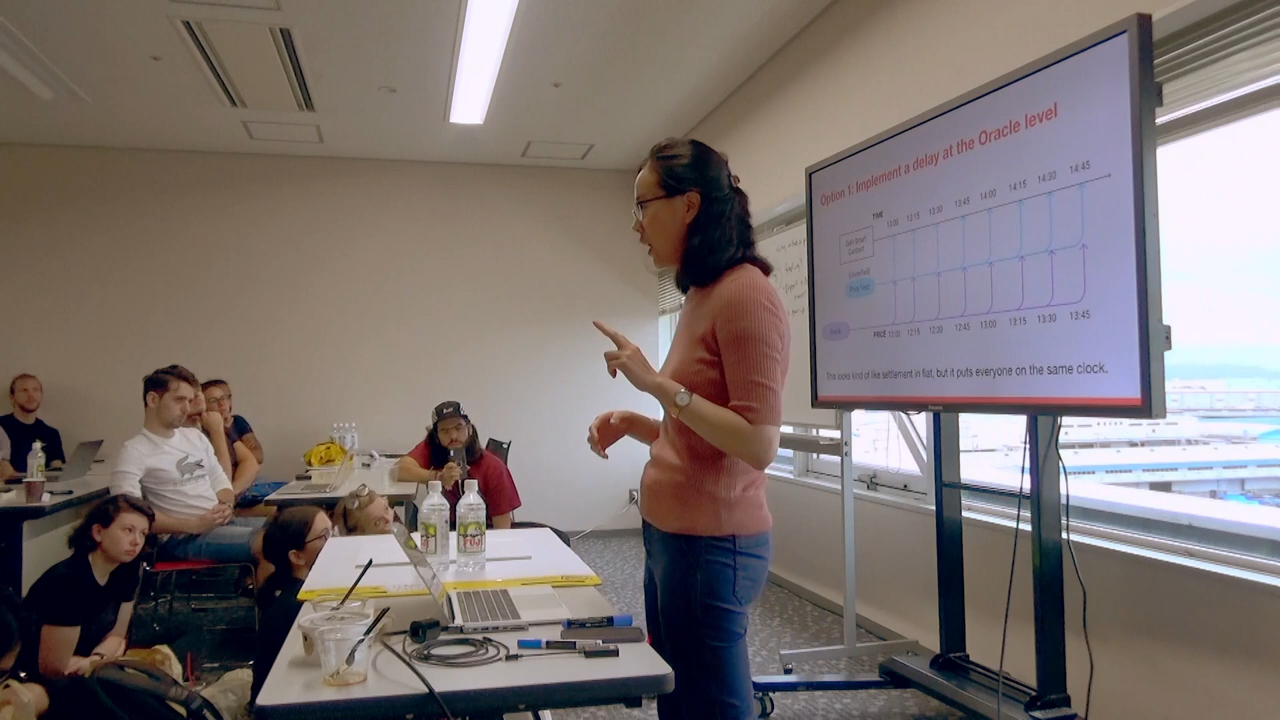 Option 1: Implement a delay at the Oracle level
TIME 13:00 13:15 13:30 13:45 14:00 14:15 14:30 14:45
Contract
Price Feed
PRICE 12:00 12:15 12:30 12:45 13:00 13:15 13:30 13:45
This looks kind of like settlement in fiat, but it puts everyone on the same clock.